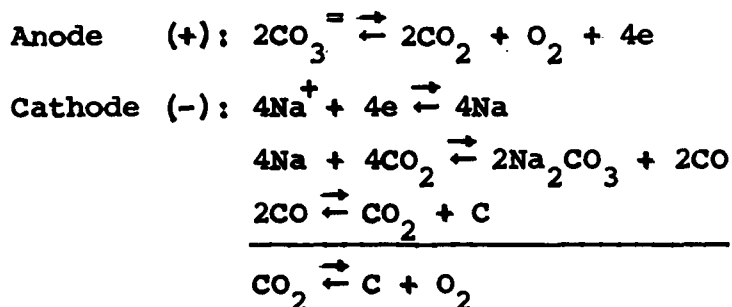 Anode (+): 2CO₃⁼ ⇄ 2CO₂ + O₂ + 4e
Cathode (-): 4Na⁺ + 4e ⇄ 4Na
4Na + 4CO₂ ⇄ 2Na₂CO₃ + 2CO
2CO ⇄ CO₂ + C
CO₂ ⇄ C + O₂